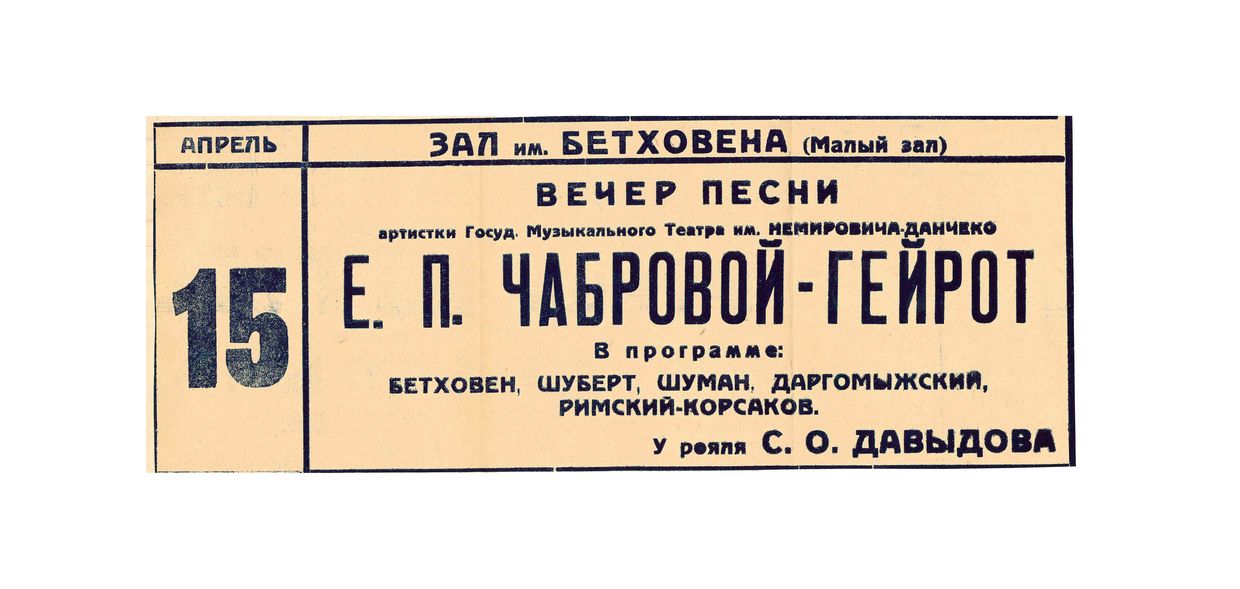 АПРЕЛЬ
15
ЗАЛ им. БЕТХОВЕНА (Малый зал)
ВЕЧЕР ПЕСНИ
артистки Госуд. Музыкального Театра им. НЕМИРОВИЧА-ДАНЧЕКО
Е. П. ЧАБРОВОЙ-ГЕЙРОТ
В программе:
БЕТХОВЕН, ШУБЕРТ, ШУМАН, ДАРГОМЫЖСКИЙ,
РИМСКИЙ-КОРСАКОВ.
У рояля С. О. ДАВЫДОВА